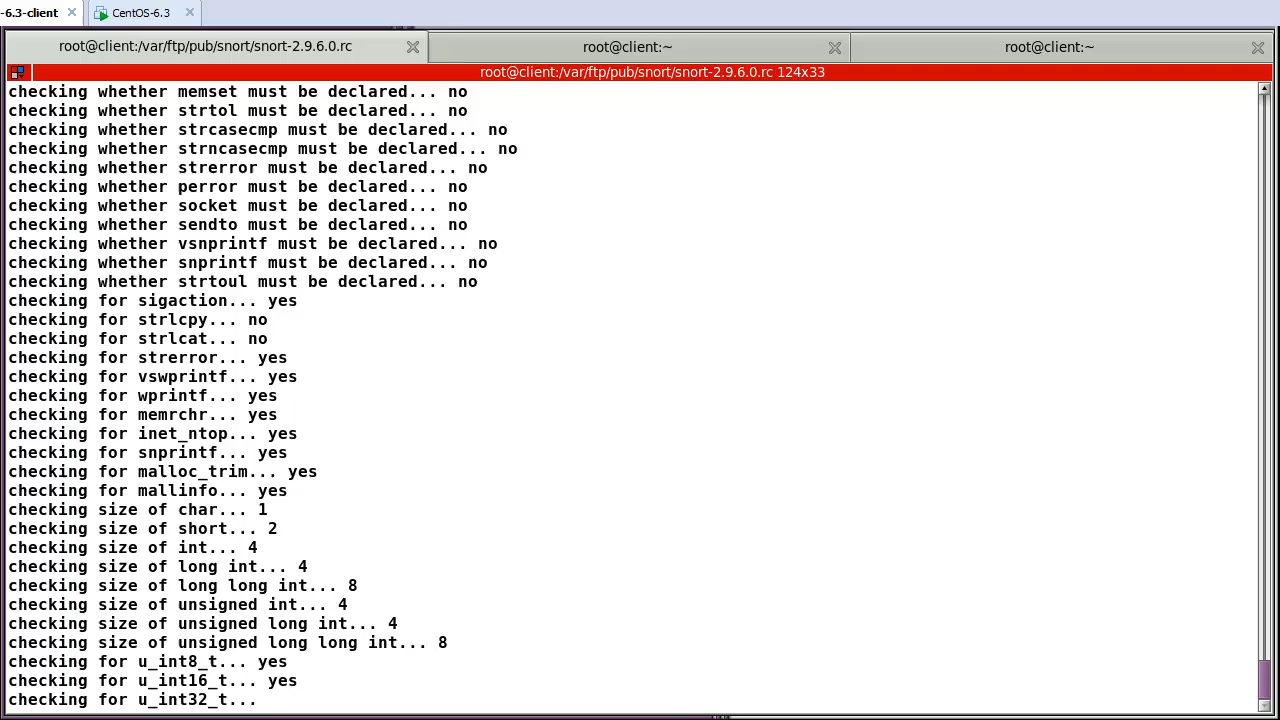 -6.3-client
CentOS-6.3
root@client:/var/ftp/pub/snort/snort-2.9.6.0.rc
root@client:~
root@client:~
root@client:/var/ftp/pub/snort/snort-2.9.6.0.rc 124x33
checking whether memset must be declared... no
checking whether strtol must be declared... no
checking whether strcasecmp must be declared... no
checking whether strncasecmp must be declared... no
checking whether strerror must be declared... no
checking whether perror must be declared... no
checking whether socket must be declared... no
checking whether sendto must be declared... no
checking whether vsnprintf must be declared... no
checking whether snprintf must be declared... no
checking whether strtoul must be declared... no
checking for sigaction... yes
checking for strlcpy... no
checking for strlcat... no
checking for strerror... yes
checking for vswprintf... yes
checking for wprintf... yes
checking for memrchr... yes
checking for inet_ntop... yes
checking for snprintf... yes
checking for malloc_trim... yes
checking for mallinfo... yes
checking size of char... 1
checking size of short... 2
checking size of int... 4
checking size of long int... 4
checking size of long long int... 8
checking size of unsigned int... 4
checking size of unsigned long int... 4
checking size of unsigned long long int... 8
checking for u_int8_t... yes
checking for u_int16_t... yes
checking for u_int32_t...